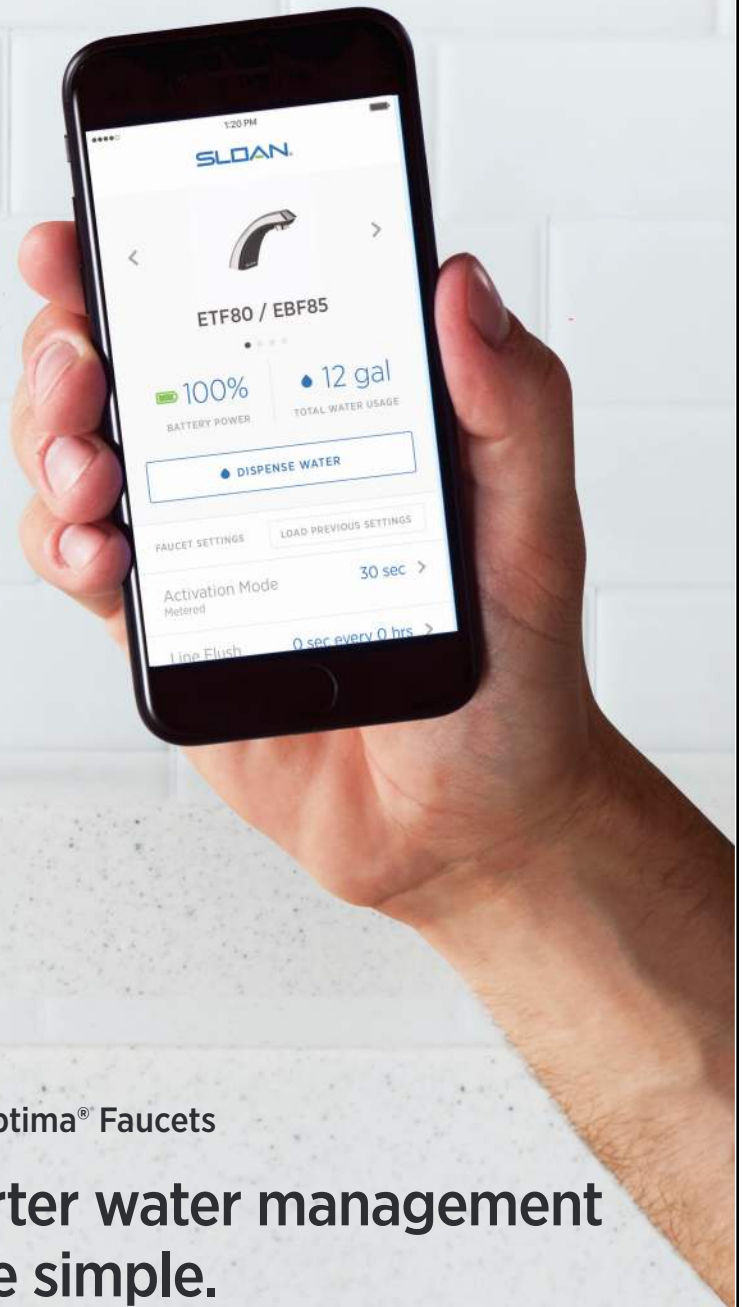 1:20 PM
SLOAN.
ETF80 / EBF85
100%
12 gal
BATTERY POWER
TOTAL WATER USAGE
DISPENSE WATER
FAUCET SETTINGS
LOAD PREVIOUS SETTINGS
Activation Mode
30 sec
Metered
Line Flush
0 sec every 0 hrs
ptima® Faucets
rter water management
e simple.